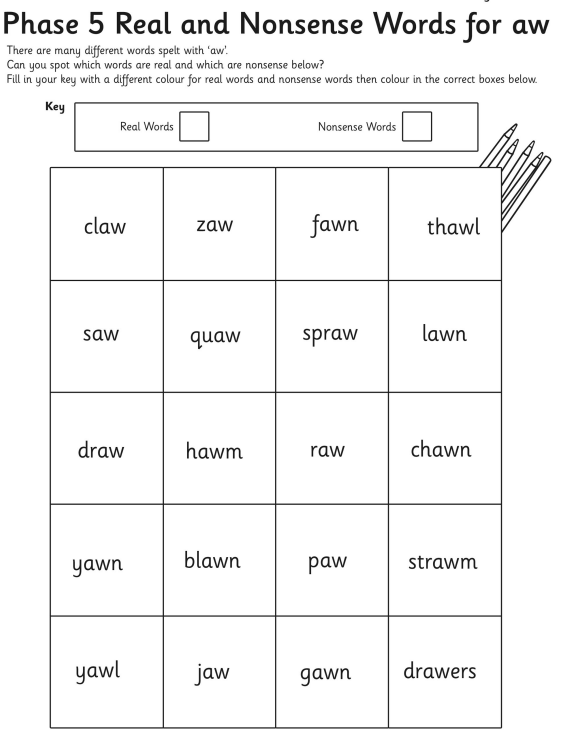 Phase 5 Real and Nonsense Words for aw
There are many different words spelt with ‘aw’.
Can you spot which words are real and which are nonsense below?
Fill in your key with a different colour for real words and nonsense words then colour in the correct boxes below.
Key
Real Words Nonsense Words
claw zaw fawn thawl
saw quaw spraw lawn
draw hawm raw chawn
yawn blawn paw strawm
yawl jaw gawn drawers